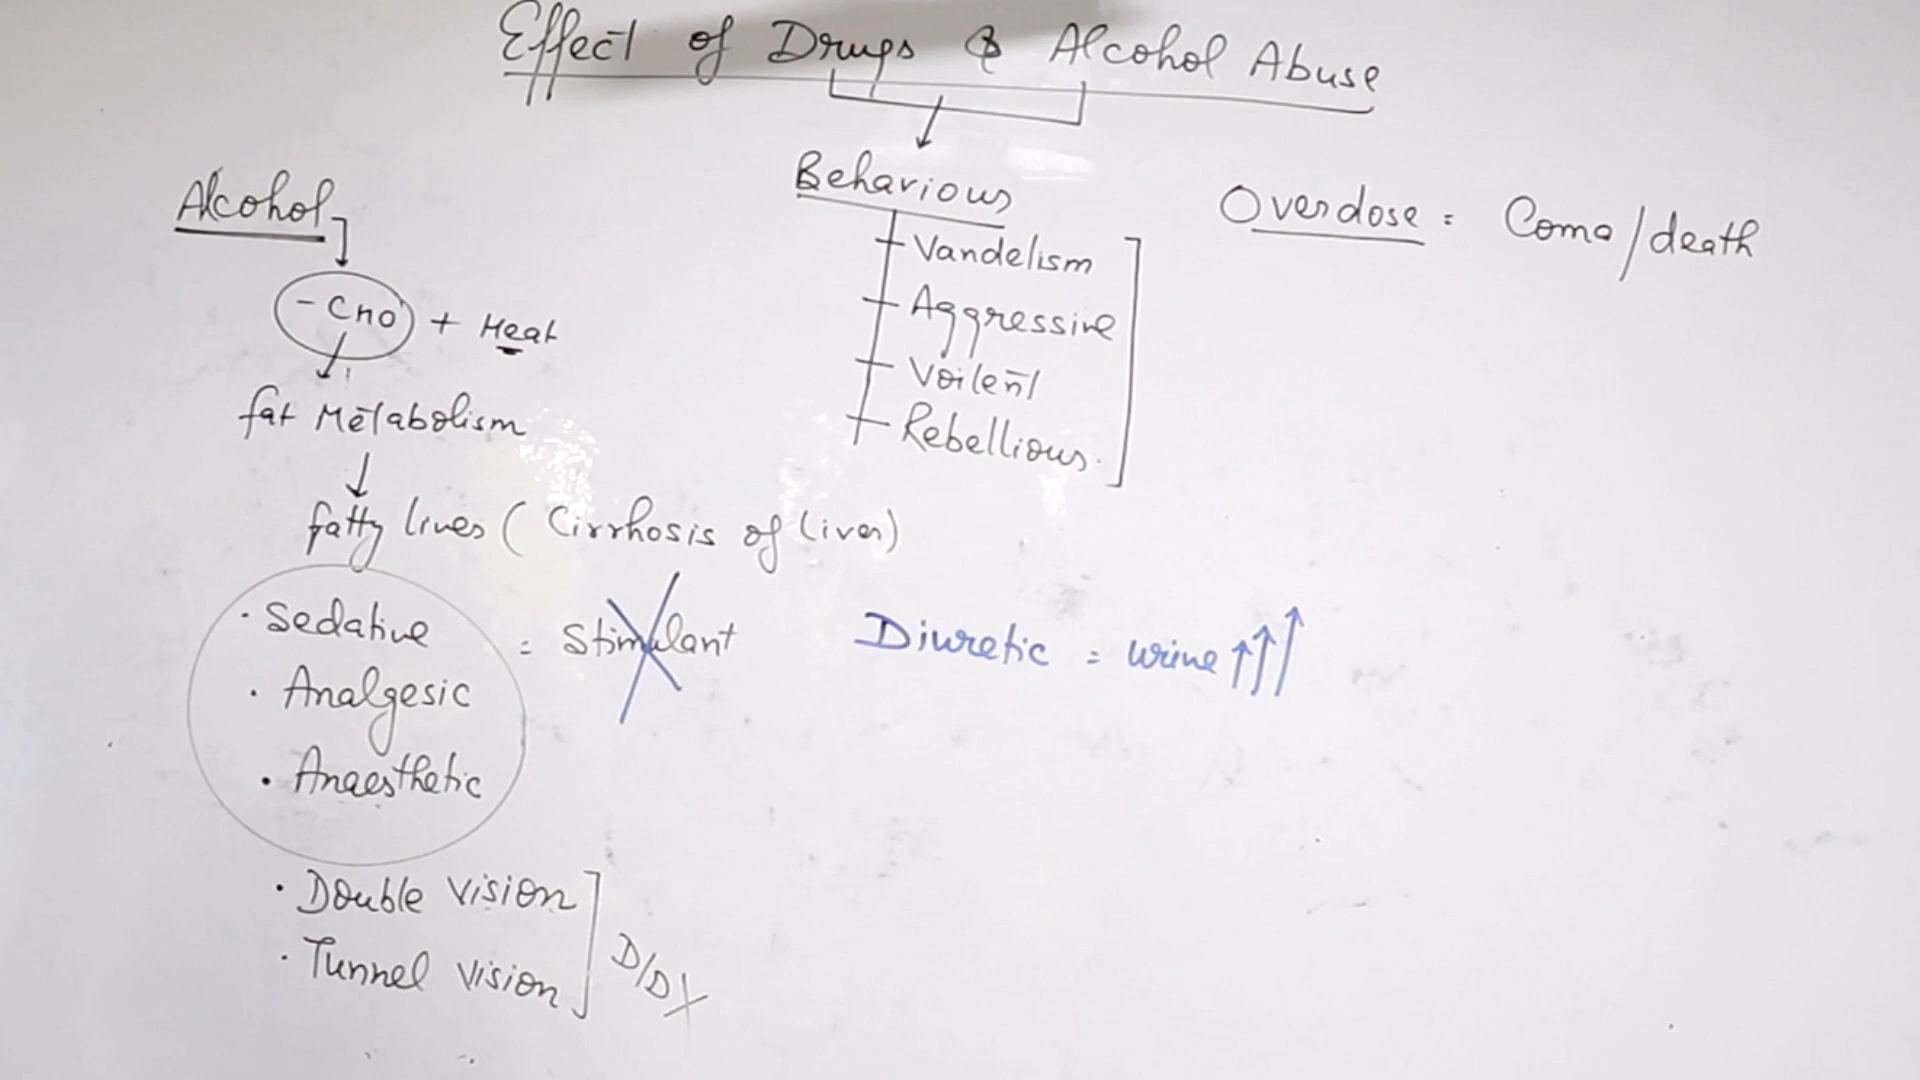 Effect of Drugs & Alcohol Abuse
Alcohol
- CHO + Heat
fat Metabolism
fatty liver ( Cirrhosis of liver)
· Sedative
· Analgesic
· Anaesthetic
= Stimulant
· Double Vision
· Tunnel Vision
D/D
Behaviour
Vandelism
Aggressive
Voilent
Rebellious.
Overdose = Coma/death
Diuretic = Urine ↑↑↑